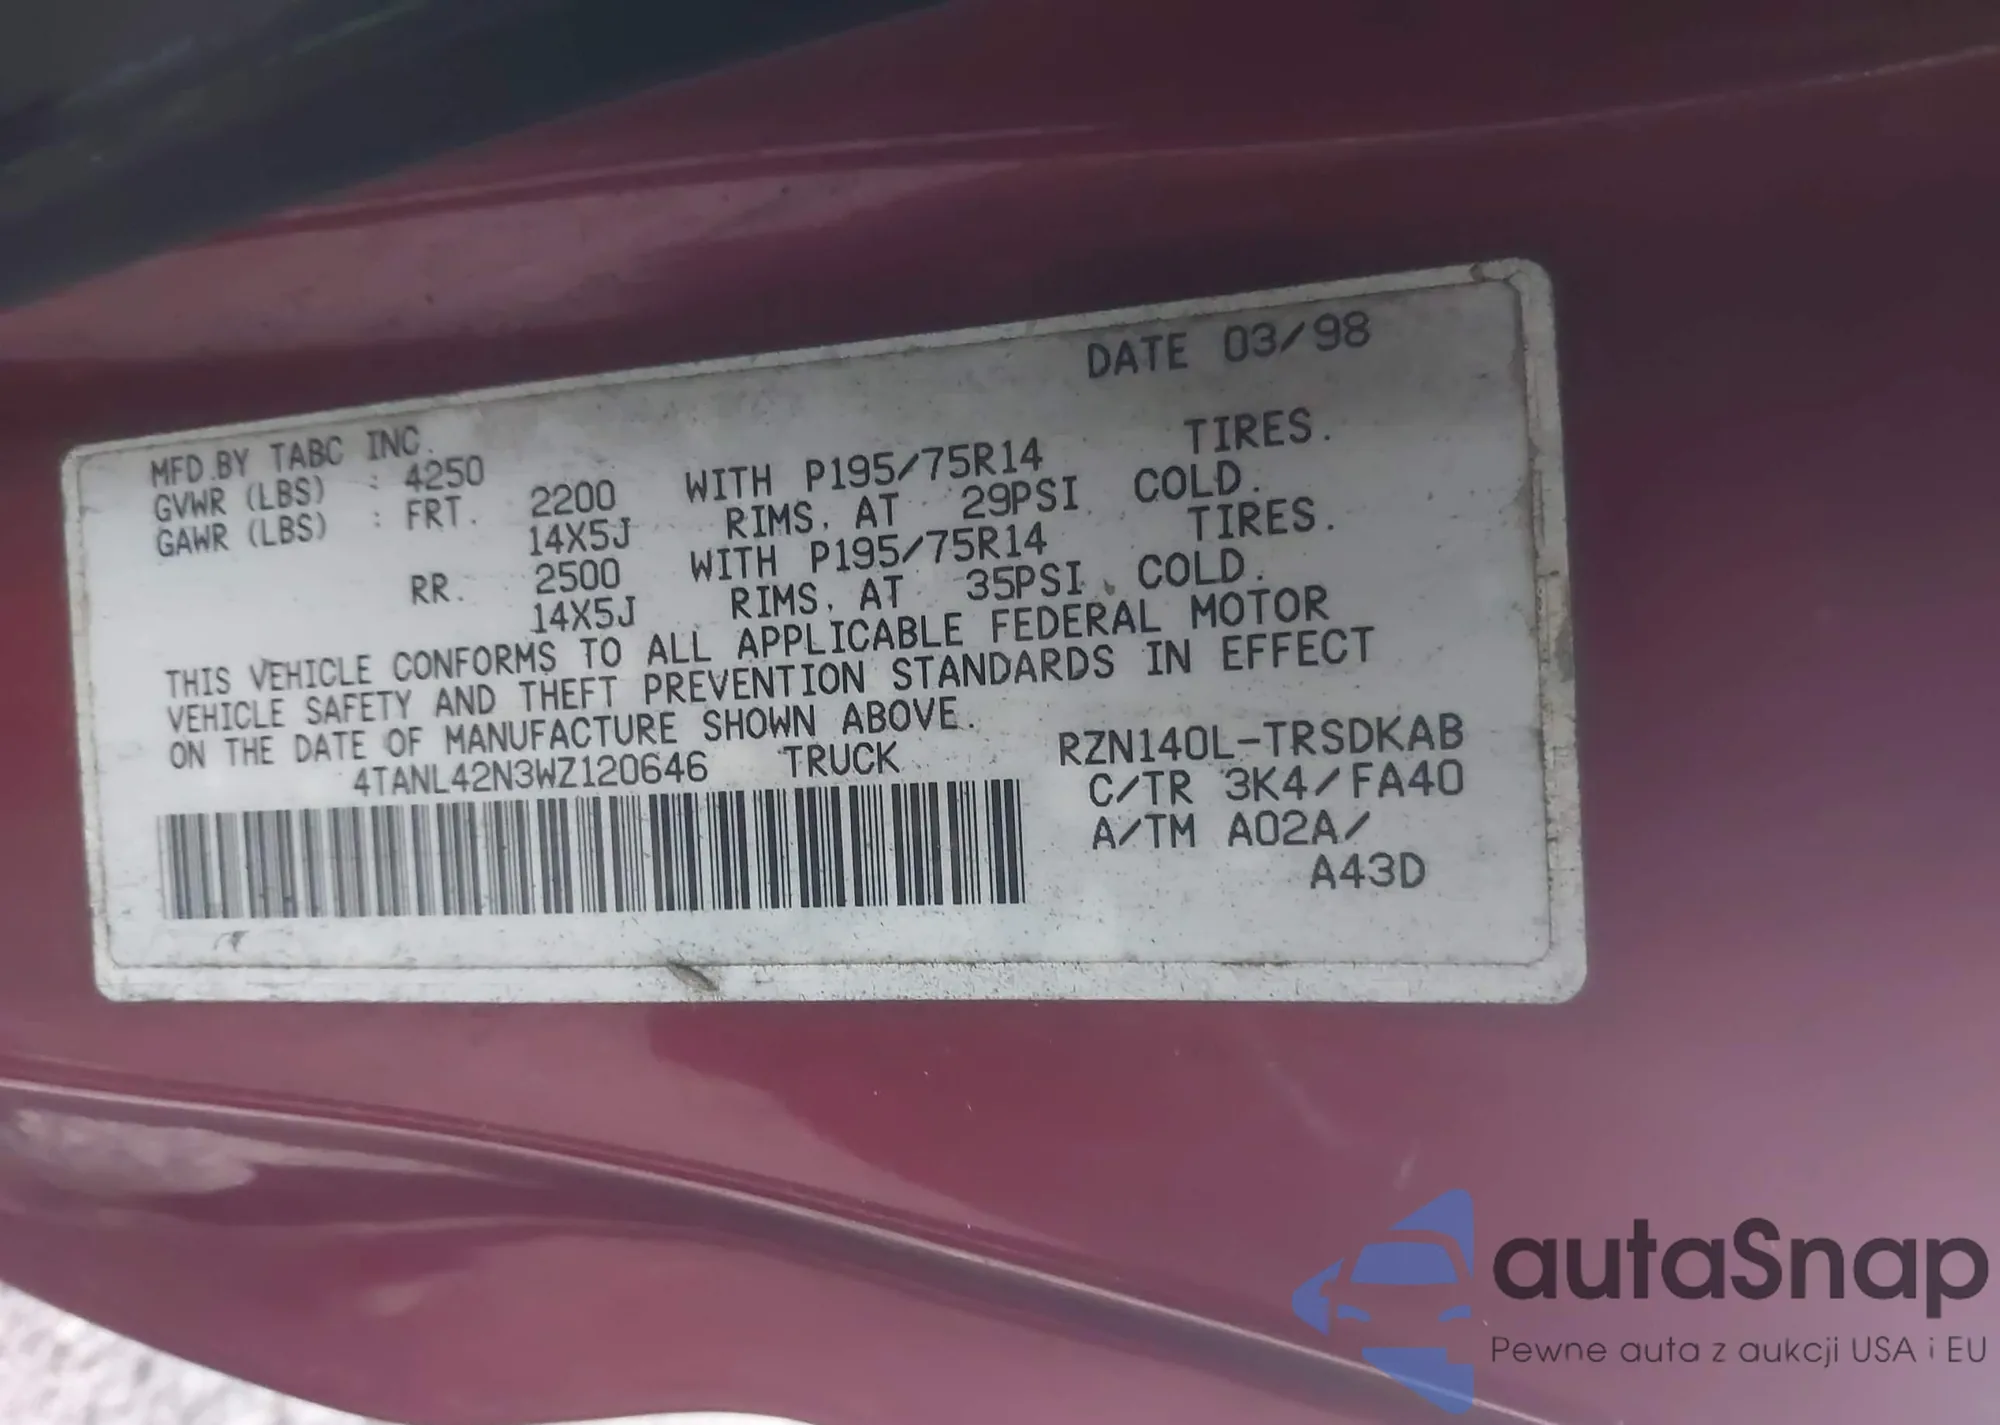 DATE 03/98
MFD.BY TABC INC.
GVWR (LBS) : 4250
GAWR (LBS) : FRT. 2200 WITH P195/75R14 TIRES.
14X5J RIMS. AT 29PSI COLD.
RR. 2500 WITH P195/75R14 TIRES.
14X5J RIMS. AT 35PSI. COLD.
THIS VEHICLE CONFORMS TO ALL APPLICABLE FEDERAL MOTOR
VEHICLE SAFETY AND THEFT PREVENTION STANDARDS IN EFFECT
ON THE DATE OF MANUFACTURE SHOWN ABOVE.
4TANL42N3WZ120646 TRUCK RZN140L-TRSDKAB
C/TR 3K4/FA40
A/TM A02A/
A43D
autaSnap
Pewne auta z aukcji USA i EU